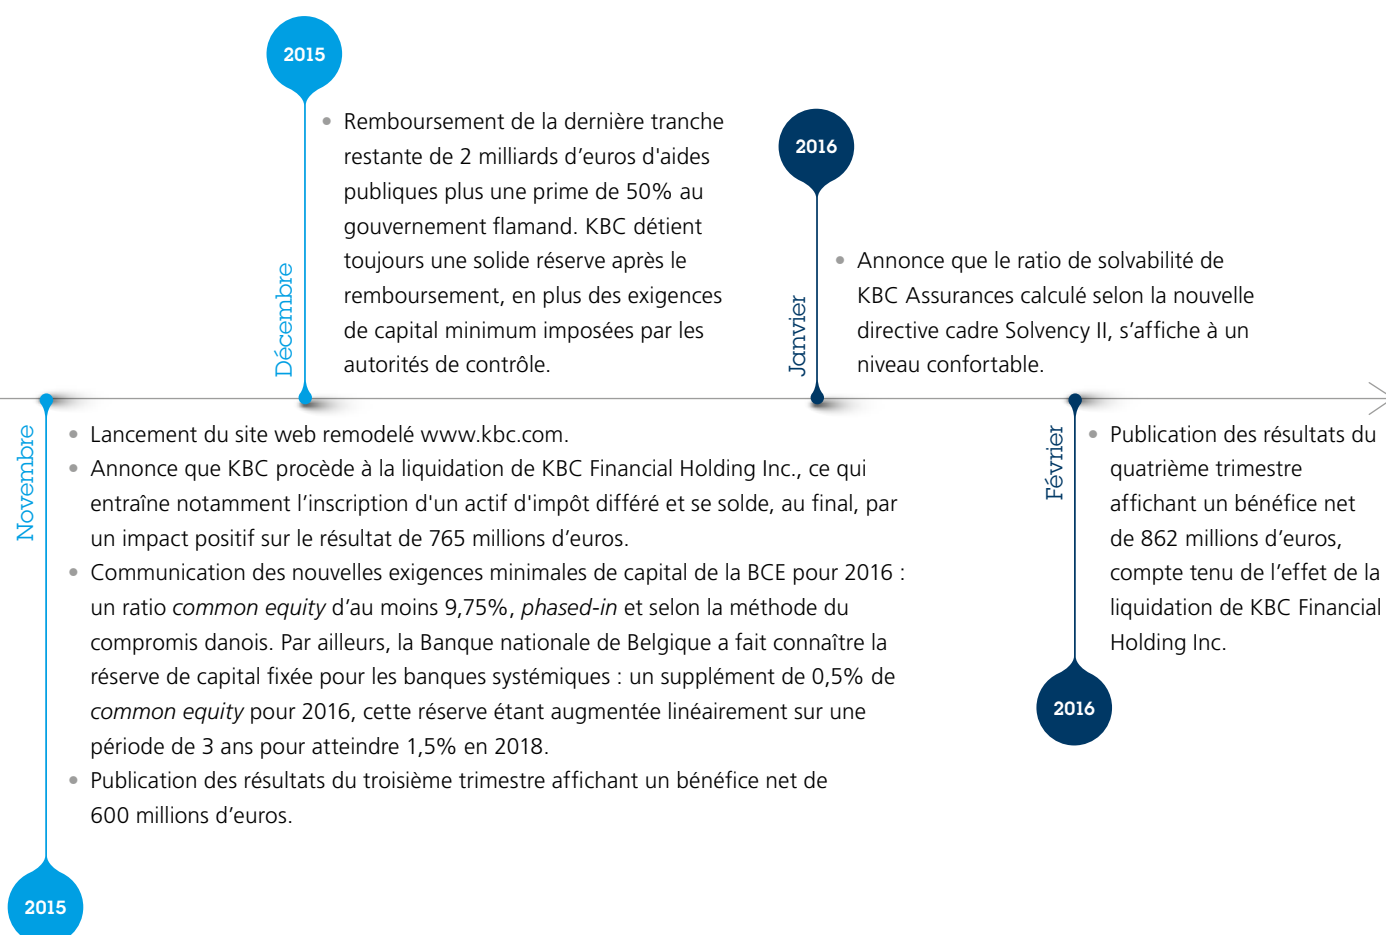 2015
Décembre
• Remboursement de la dernière tranche
restante de 2 milliards d’euros d'aides
publiques plus une prime de 50% au
gouvernement flamand. KBC détient
toujours une solide réserve après le
remboursement, en plus des exigences
de capital minimum imposées par les
autorités de contrôle.
2016
Janvier
• Annonce que le ratio de solvabilité de
KBC Assurances calculé selon la nouvelle
directive cadre Solvency II, s’affiche à un
niveau confortable.
Novembre
• Lancement du site web remodelé www.kbc.com.
• Annonce que KBC procède à la liquidation de KBC Financial Holding Inc., ce qui
entraîne notamment l’inscription d'un actif d'impôt différé et se solde, au final, par
un impact positif sur le résultat de 765 millions d’euros.
• Communication des nouvelles exigences minimales de capital de la BCE pour 2016 :
un ratio common equity d’au moins 9,75%, phased-in et selon la méthode du
compromis danois. Par ailleurs, la Banque nationale de Belgique a fait connaître la
réserve de capital fixée pour les banques systémiques : un supplément de 0,5% de
common equity pour 2016, cette réserve étant augmentée linéairement sur une
période de 3 ans pour atteindre 1,5% en 2018.
• Publication des résultats du troisième trimestre affichant un bénéfice net de
600 millions d’euros.
2015
Février
• Publication des résultats du
quatrième trimestre
affichant un bénéfice net
de 862 millions d’euros,
compte tenu de l’effet de la
liquidation de KBC Financial
Holding Inc.
2016